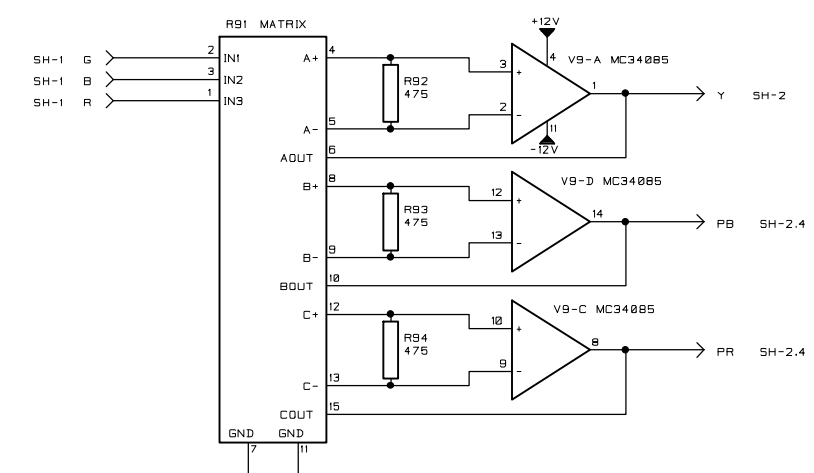 R91 MATRIX
+12V
SH-1 G
2
IN1
A+
4
3
+
4
V9-A MC34085
SH-1 B
3
IN2
R92
475
1
Y SH-2
SH-1 R
1
IN3
2
-
A-
5
11
-12V
AOUT
6
B+
8
V9-D MC34085
12
+
R93
475
14
PB SH-2.4
13
-
B-
9
BOUT
10
C+
12
V9-C MC34085
10
+
R94
475
8
PR SH-2.4
9
-
C-
13
COUT
15
GND GND
7
11